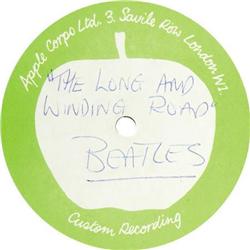 Apple Corps Ltd. 3. Savile Row London W1.
"THE LONG AND
WINDING ROAD"
BEATLES
Custom Recording